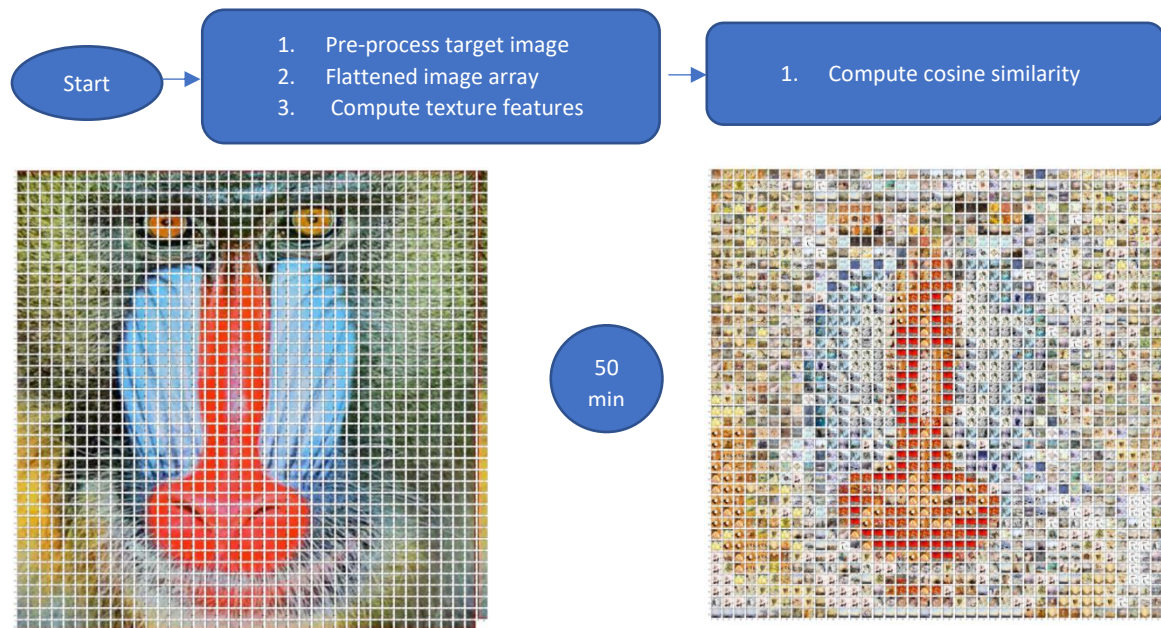 Start
1. Pre-process target image
2. Flattened image array
3. Compute texture features
1. Compute cosine similarity
50
min